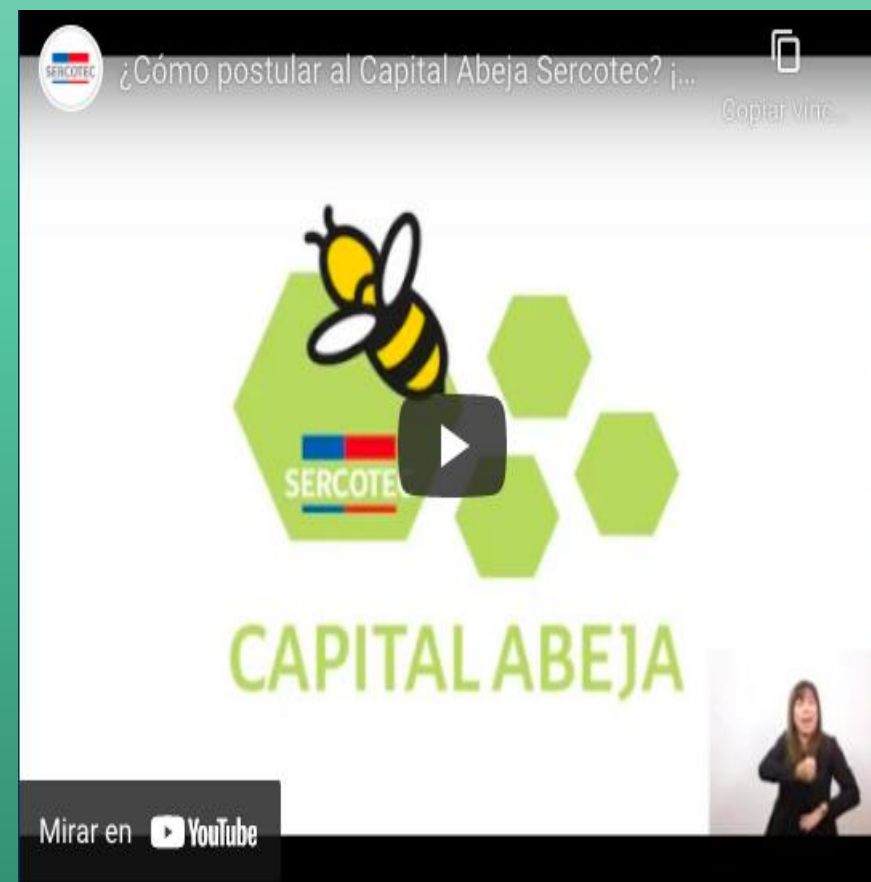 SERCOTEC
¿Cómo postular al Capital Abeja Sercotec? ¡...
Copiar vínc...
SERCOTEC
CAPITAL ABEJA
Mirar en YouTube